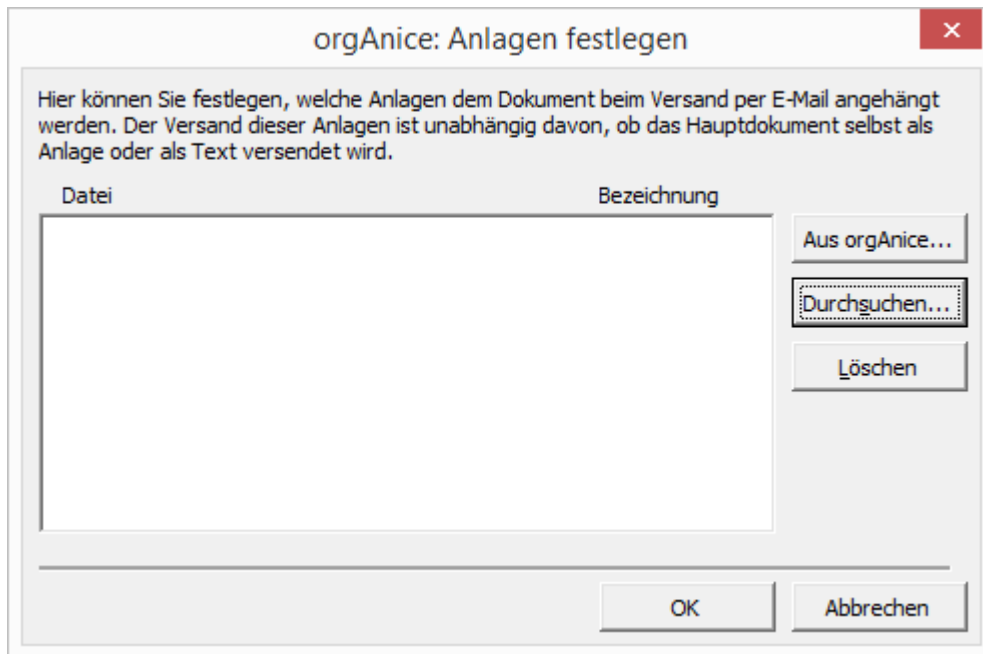 orgAnice: Anlagen festlegen
Hier können Sie festlegen, welche Anlagen dem Dokument beim Versand per E-Mail angehängt
werden. Der Versand dieser Anlagen ist unabhängig davon, ob das Hauptdokument selbst als
Anlage oder als Text versendet wird.
Datei Bezeichnung
Aus orgAnice...
Durchsuchen...
Löschen
OK Abbrechen